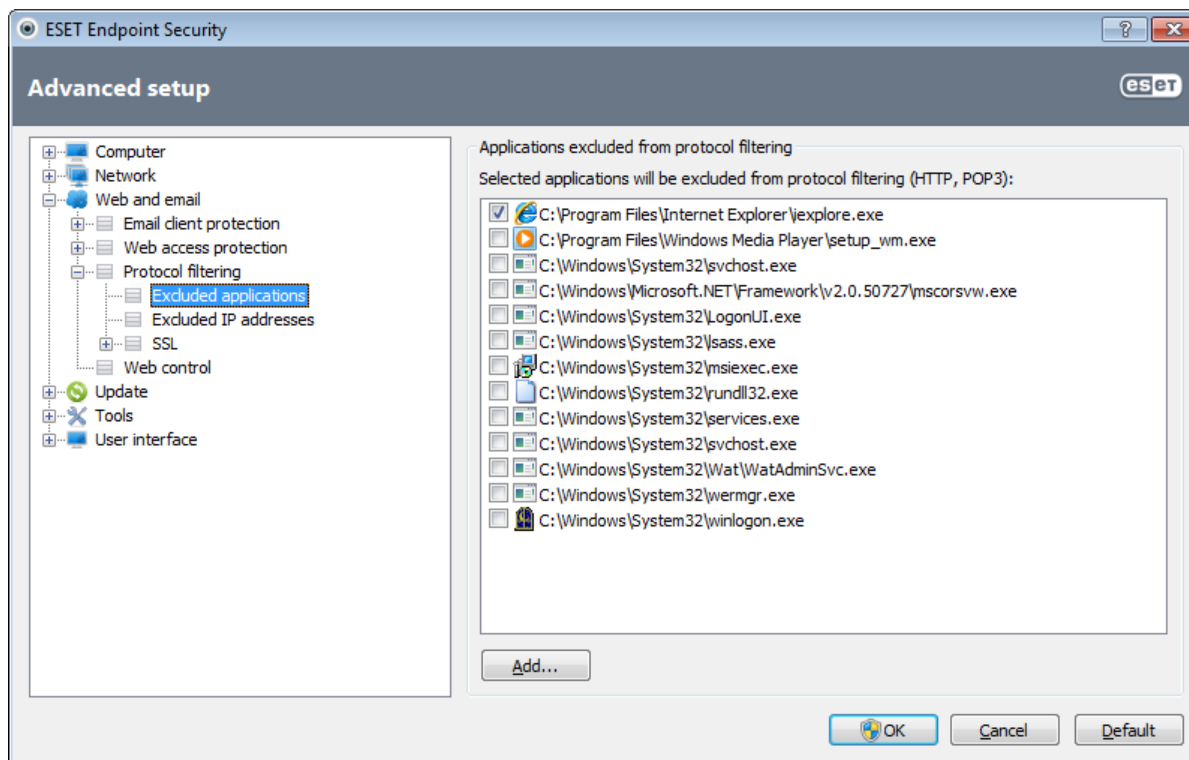 ESET Endpoint Security
Advanced setup
eset
Computer
Network
Web and email
Email client protection
Web access protection
Protocol filtering
Excluded applications
Excluded IP addresses
SSL
Web control
Update
Tools
User interface
Applications excluded from protocol filtering
Selected applications will be excluded from protocol filtering (HTTP, POP3):
C:\Program Files\Internet Explorer\iexplore.exe
C:\Program Files\Windows Media Player\setup_wm.exe
C:\Windows\System32\svchost.exe
C:\Windows\Microsoft.NET\Framework\v2.0.50727\mscorsvw.exe
C:\Windows\System32\LogonUI.exe
C:\Windows\System32\lsass.exe
C:\Windows\System32\msiexec.exe
C:\Windows\System32\rundll32.exe
C:\Windows\System32\services.exe
C:\Windows\System32\svchost.exe
C:\Windows\System32\Wat\WatAdminSvc.exe
C:\Windows\System32\wermgr.exe
C:\Windows\System32\winlogon.exe
Add...
OK
Cancel
Default